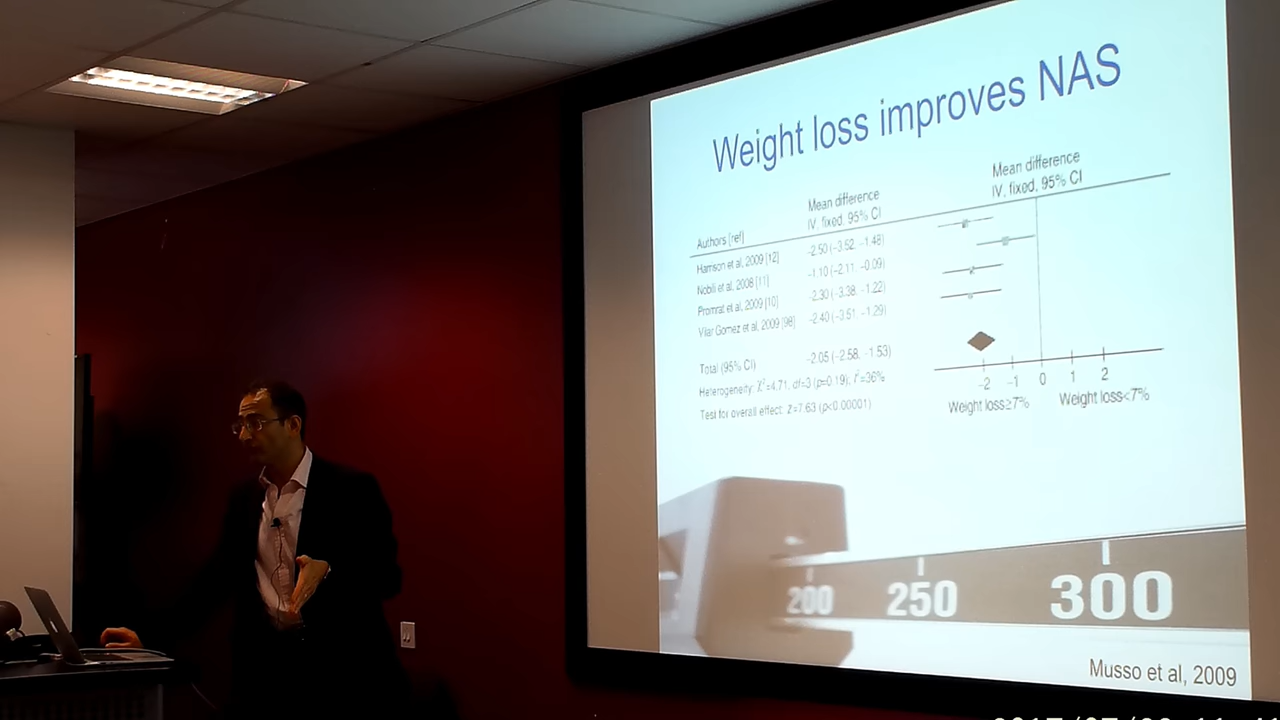 Weight loss improves NAS
Mean difference
IV, fixed, 95% CI
Mean difference
IV, fixed, 95% CI
Authors [ref]
Harrison et al, 2009 [12] -2.50 (-3.52, -1.48)
Nobili et al, 2008 [11] -1.10 (-2.11, -0.09)
Promrat et al, 2009 [10] -2.30 (-3.38, -1.22)
Vilar Gomez et al, 2009 [98] -2.40 (-3.51, -1.29)
Total (95% CI) -2.05 (-2.58, -1.53)
Heterogeneity: χ²=4.71, df=3 (p=0.19), I²=36%
Test for overall effect: Z=7.63 (p<0.00001)
-2 -1 0 1 2
Weight loss≥7% Weight loss<7%
200 250 300
Musso et al, 2009